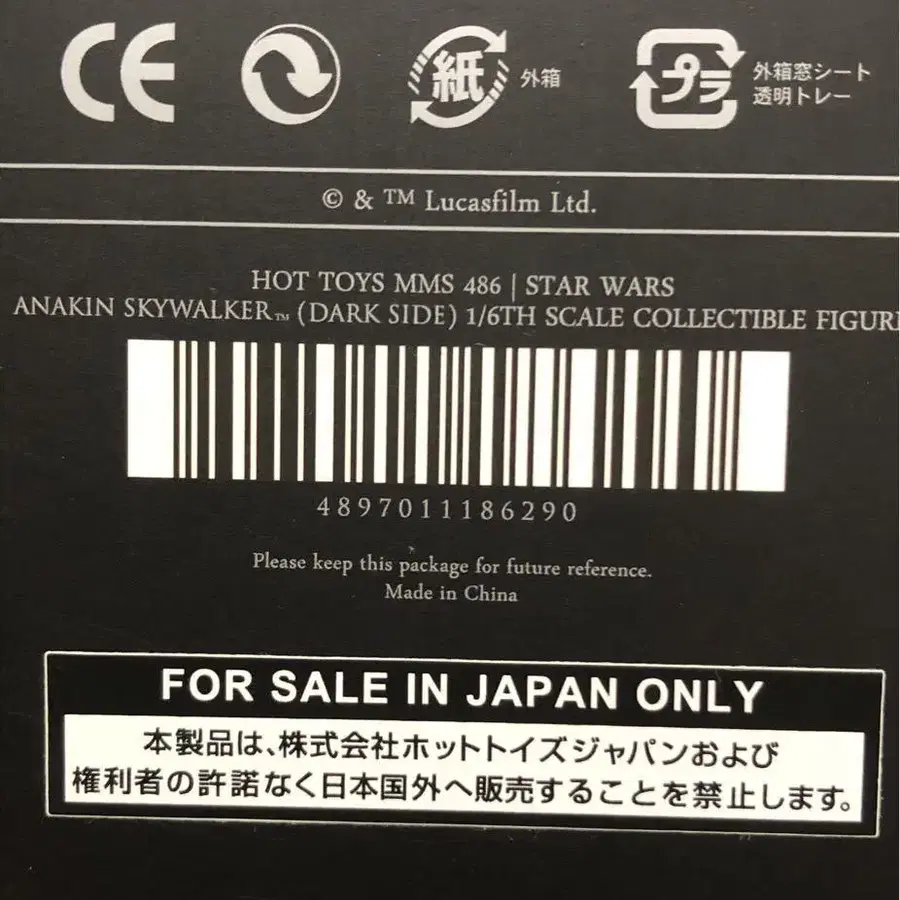 CE
紙 外箱
プラ 外箱窓シート
透明トレー
© & ™ Lucasfilm Ltd.
HOT TOYS MMS 486 | STAR WARS
ANAKIN SKYWALKER™ (DARK SIDE) 1/6TH SCALE COLLECTIBLE FIGURE
4897011186290
Please keep this package for future reference.
Made in China
FOR SALE IN JAPAN ONLY
本製品は、株式会社ホットトイズジャパンおよび
権利者の許諾なく日本国外へ販売することを禁止します。